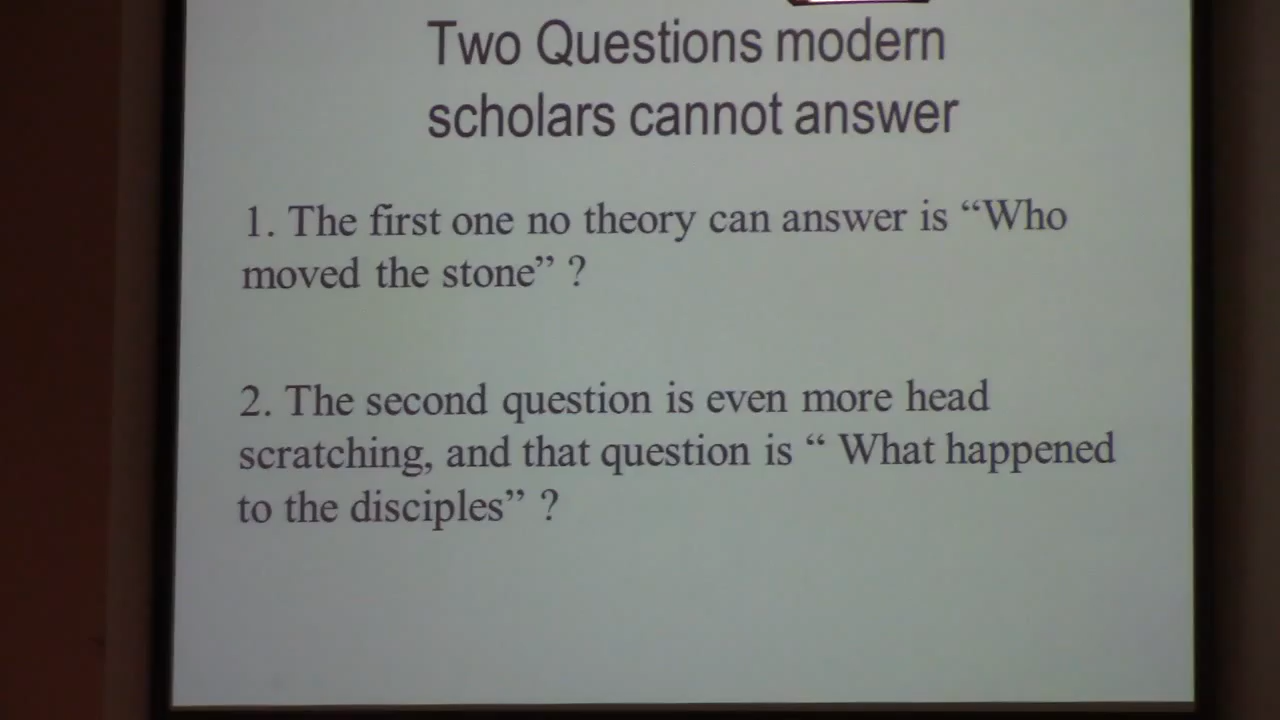 Two Questions modern
scholars cannot answer
1. The first one no theory can answer is “Who
moved the stone” ?
2. The second question is even more head
scratching, and that question is “ What happened
to the disciples” ?